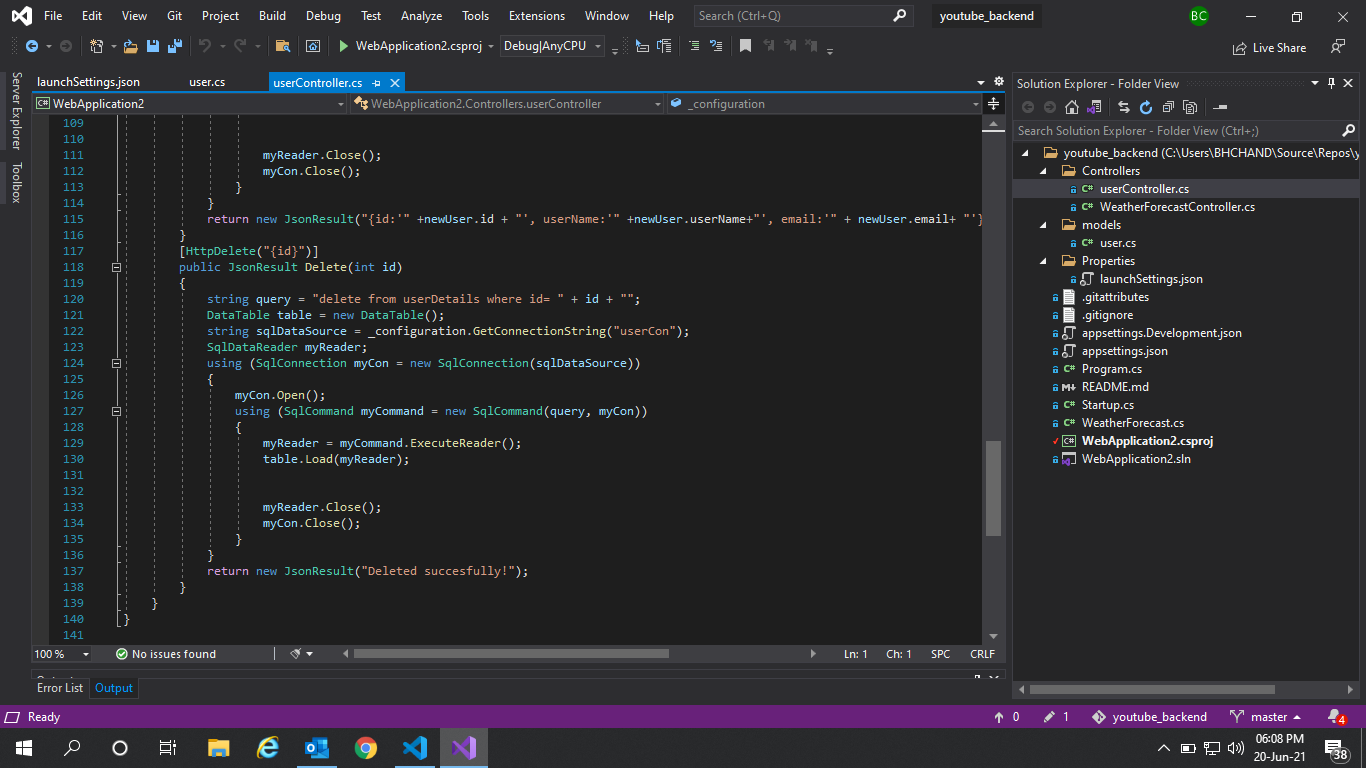 File Edit View Git Project Build Debug Test Analyze Tools Extensions Window Help Search (Ctrl+Q) youtube_backend BC
WebApplication2.csproj Debug|AnyCPU Live Share
Server Explorer
Toolbox
launchSettings.json user.cs userController.cs
C# WebApplication2 WebApplication2.Controllers.userController _configuration
109
110
111 myReader.Close();
112 myCon.Close();
113 }
114 }
115 return new JsonResult("{id:'" +newUser.id + "', userName:'" +newUser.userName+"', email:'" + newUser.email+ "'}
116 }
117 [HttpDelete("{id}")]
118 public JsonResult Delete(int id)
119 {
120 string query = "delete from userDetails where id= " + id + "";
121 DataTable table = new DataTable();
122 string sqlDataSource = _configuration.GetConnectionString("userCon");
123 SqlDataReader myReader;
124 using (SqlConnection myCon = new SqlConnection(sqlDataSource))
125 {
126 myCon.Open();
127 using (SqlCommand myCommand = new SqlCommand(query, myCon))
128 {
129 myReader = myCommand.ExecuteReader();
130 table.Load(myReader);
131
132
133 myReader.Close();
134 myCon.Close();
135 }
136 }
137 return new JsonResult("Deleted succesfully!");
138 }
139 }
140 }
141
100 % No issues found Ln: 1 Ch: 1 SPC CRLF
Error List Output
Solution Explorer - Folder View
Search Solution Explorer - Folder View (Ctrl+;)
youtube_backend (C:\Users\BHCHAND\Source\Repos\y
Controllers
C# userController.cs
C# WeatherForecastController.cs
models
C# user.cs
Properties
launchSettings.json
.gitattributes
.gitignore
appsettings.Development.json
appsettings.json
C# Program.cs
M+ README.md
C# Startup.cs
C# WeatherForecast.cs
C# WebApplication2.csproj
WebApplication2.sln
Ready 0 1 youtube_backend master 4
06:08 PM
20-Jun-21
38